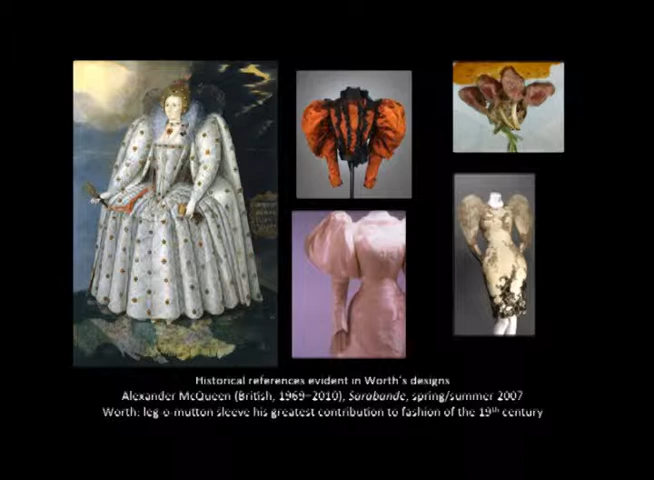 Historical references evident in Worth's designs
Alexander McQueen (British, 1969–2010), Sarabande, spring/summer 2007
Worth: leg-o-mutton sleeve his greatest contribution to fashion of the 19th century